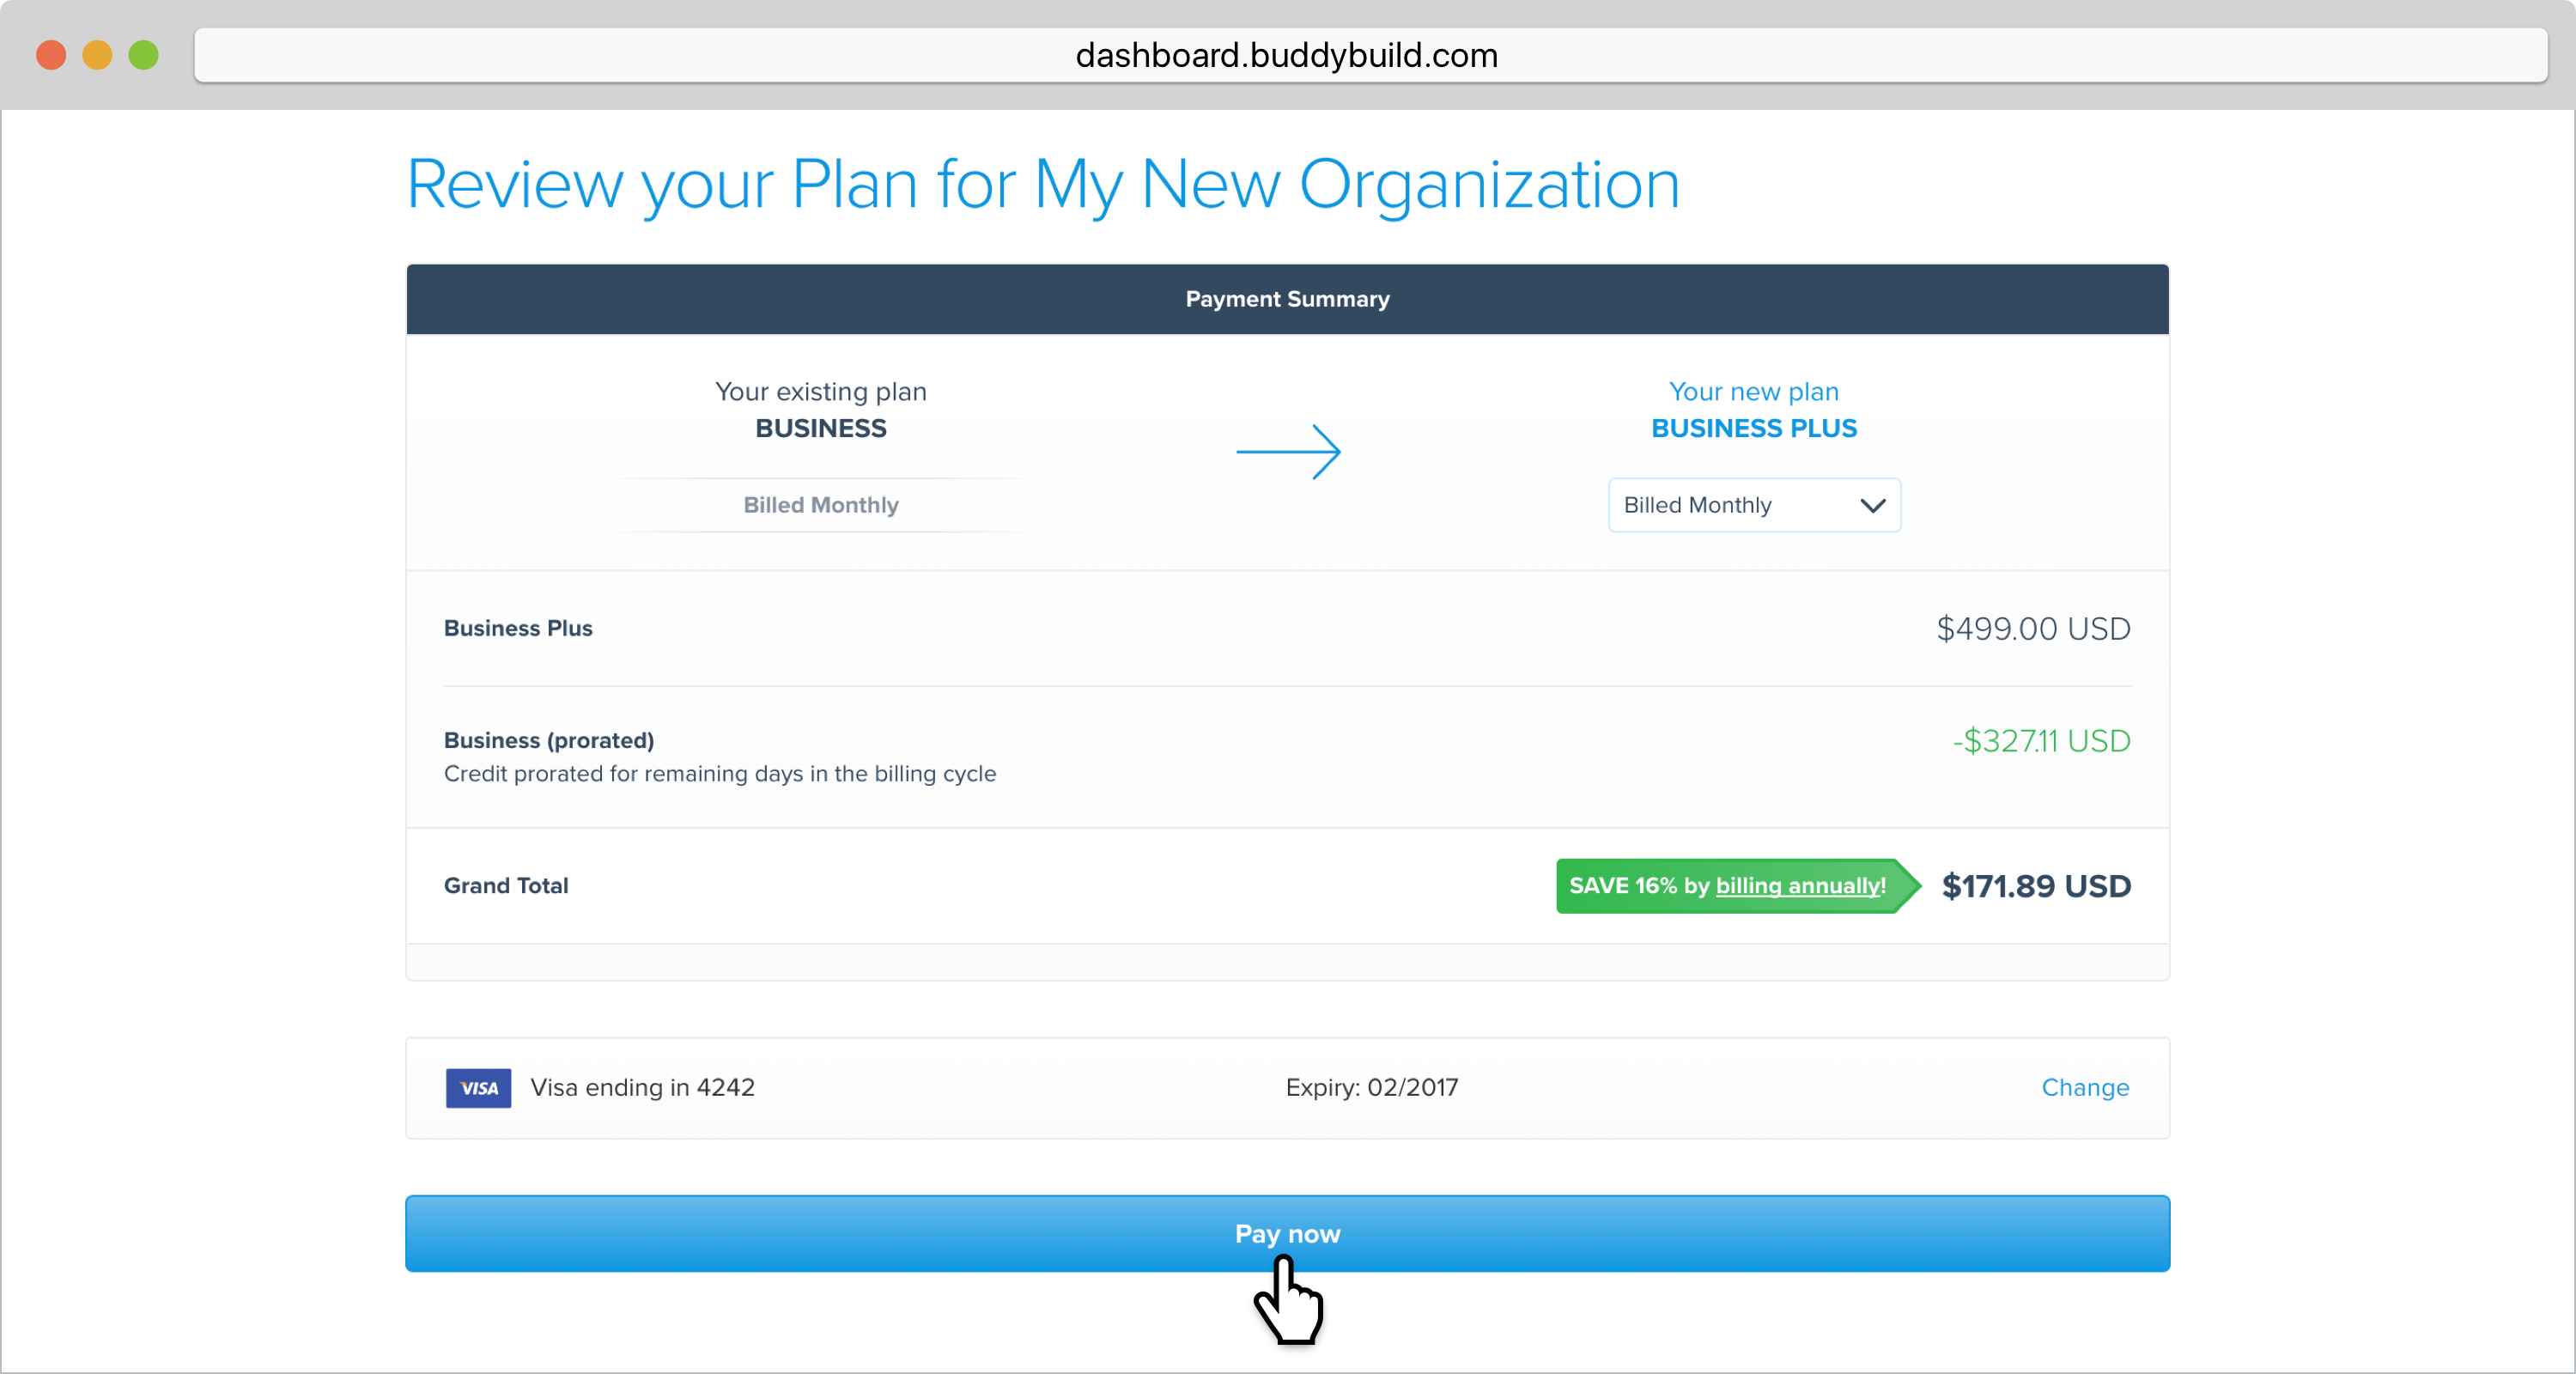 dashboard.buddybuild.com
Review your Plan for My New Organization
Payment Summary
Your existing plan
BUSINESS
Billed Monthly
Your new plan
BUSINESS PLUS
Billed Monthly
Business Plus
$499.00 USD
Business (prorated)
-$327.11 USD
Credit prorated for remaining days in the billing cycle
Grand Total
SAVE 16% by billing annually!
$171.89 USD
VISA
Visa ending in 4242
Expiry: 02/2017
Change
Pay now